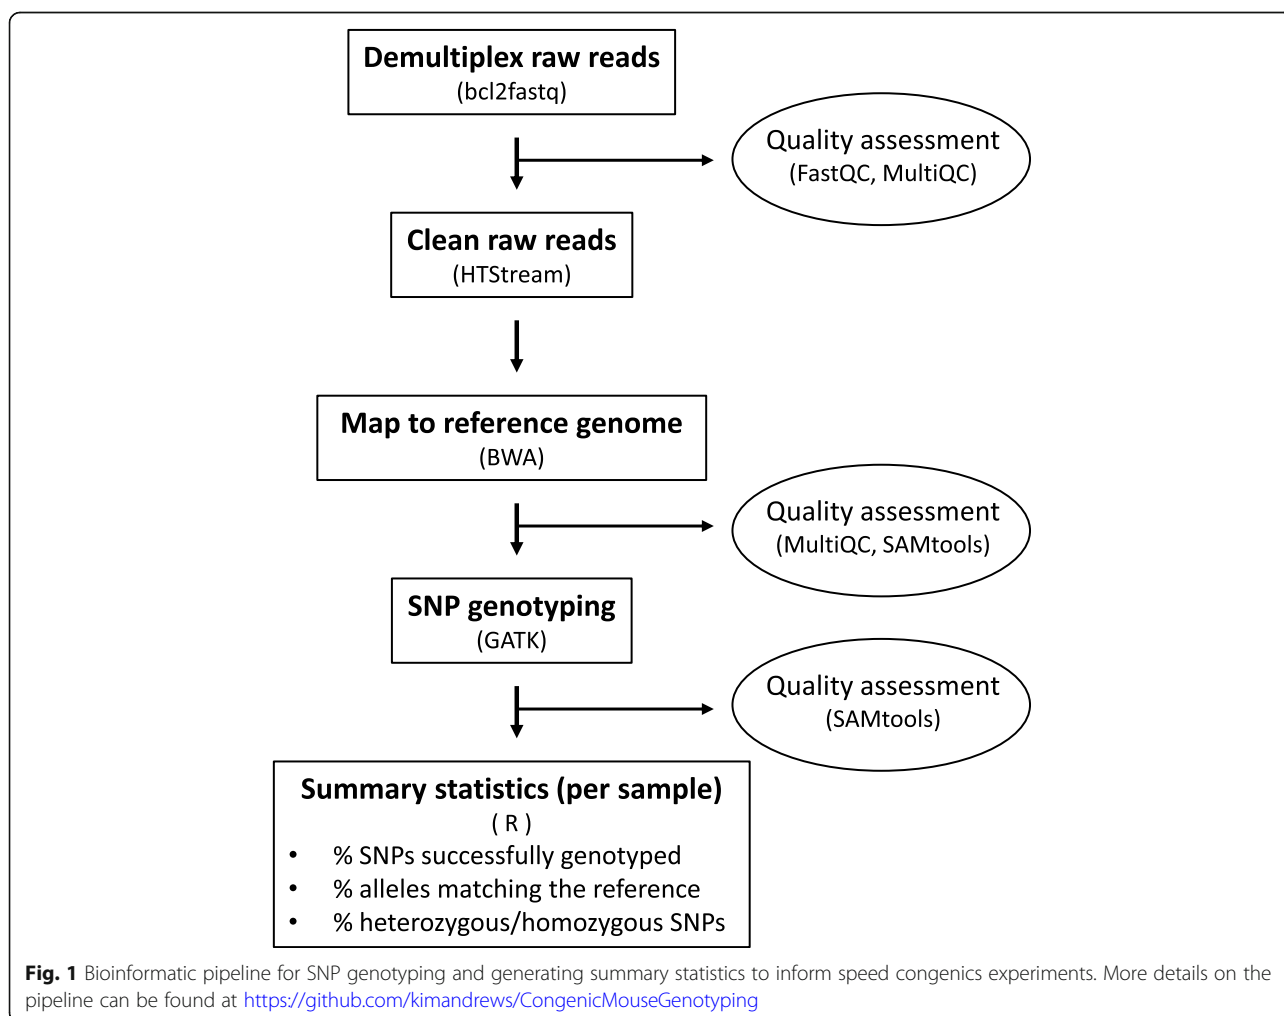 Demultiplex raw reads
(bcl2fastq)
Quality assessment
(FastQC, MultiQC)
Clean raw reads
(HTStream)
Map to reference genome
(BWA)
Quality assessment
(MultiQC, SAMtools)
SNP genotyping
(GATK)
Quality assessment
(SAMtools)
Summary statistics (per sample)
( R )
• % SNPs successfully genotyped
• % alleles matching the reference
• % heterozygous/homozygous SNPs
Fig. 1 Bioinformatic pipeline for SNP genotyping and generating summary statistics to inform speed congenics experiments. More details on the
pipeline can be found at https://github.com/kimandrews/CongenicMouseGenotyping